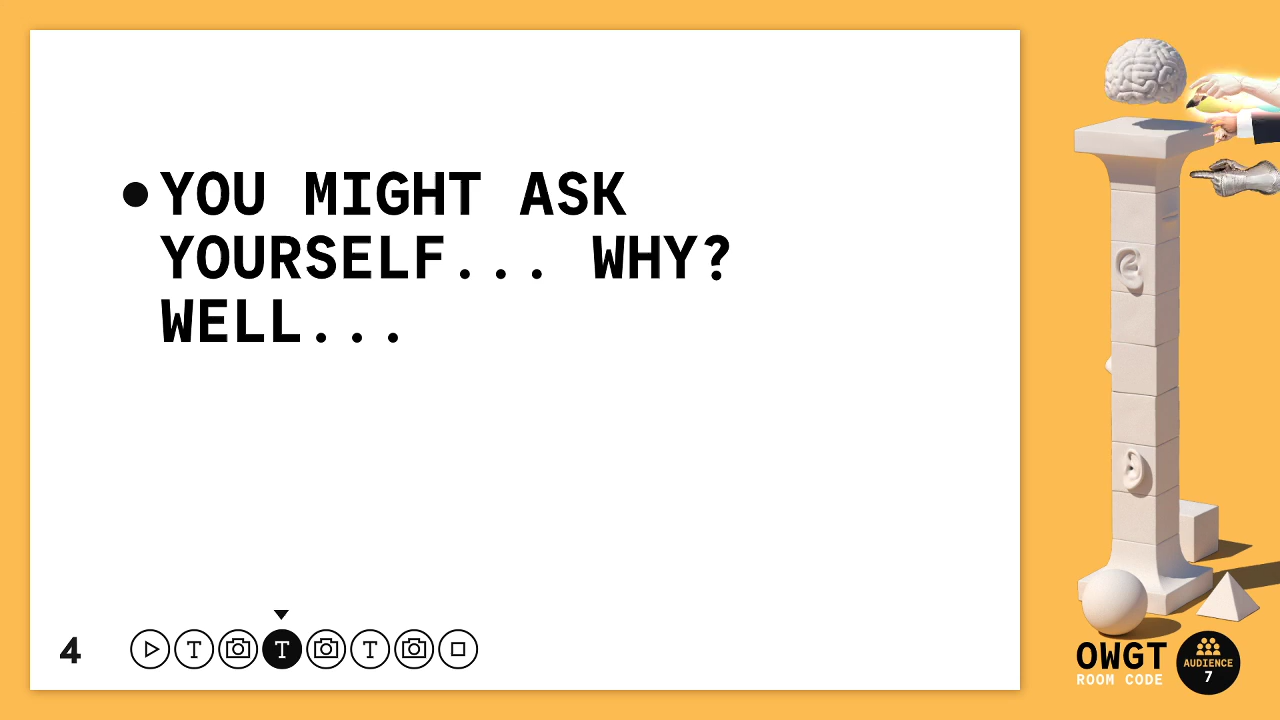 ● YOU MIGHT ASK
YOURSELF... WHY?
WELL...
4
T
T
T
OWGT
ROOM CODE
AUDIENCE
7